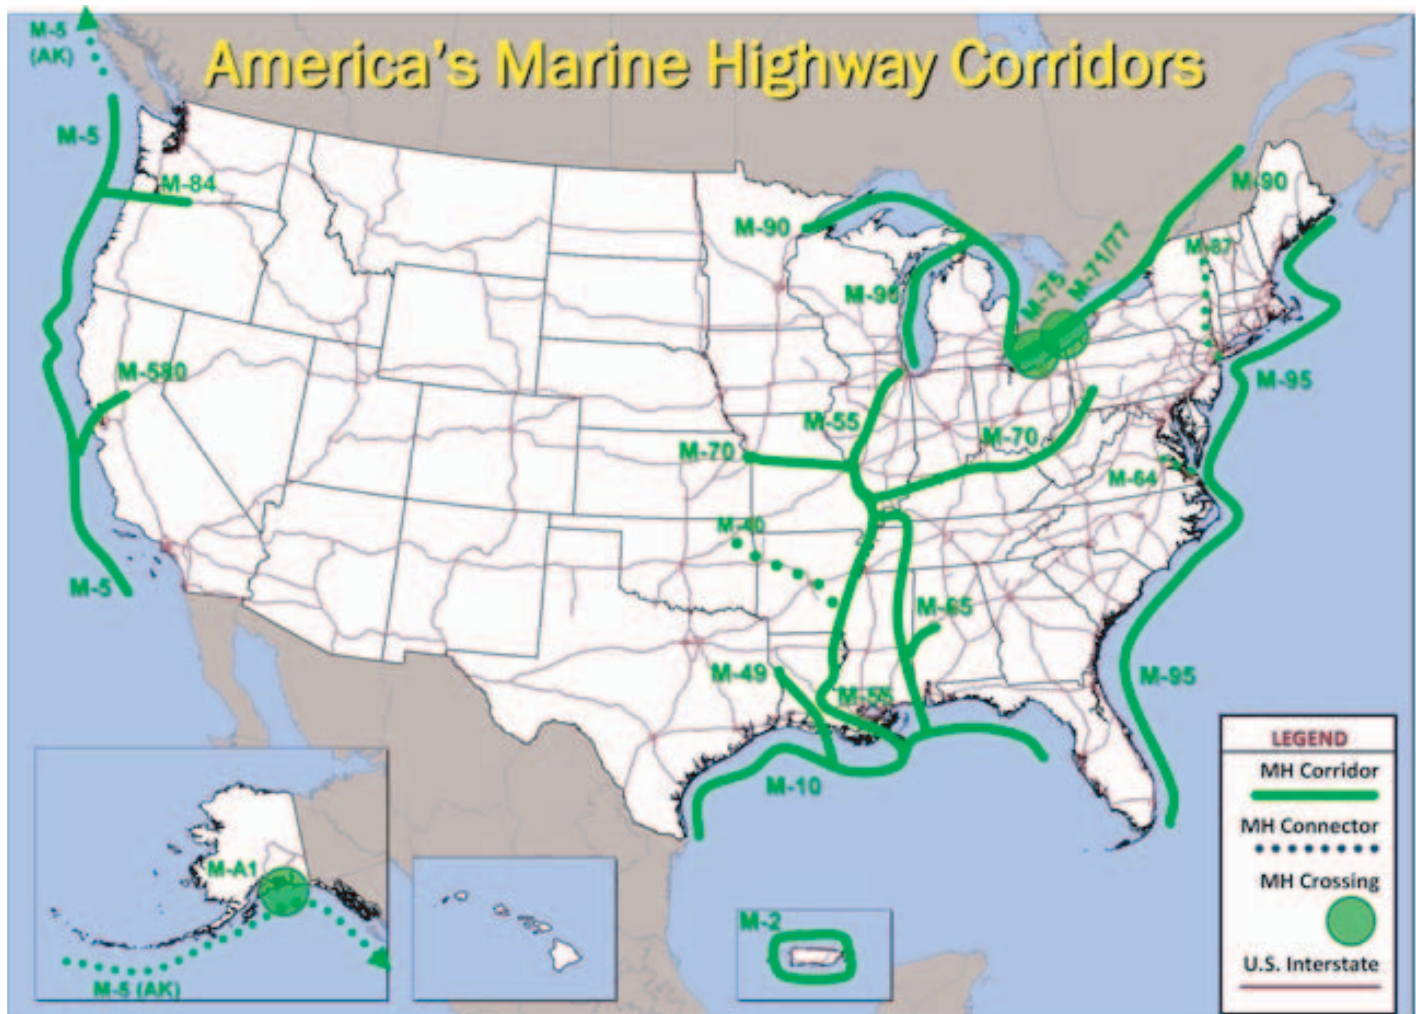 America's Marine Highway Corridors
M-5
(AK)
M-5
M-84
M-90
M-90
M-87
M-75
M-71/77
M-90
M-580
M-95
M-55
M-70
M-70
M-64
M-40
M-5
M-65
M-49
M-55
M-95
M-10
M-A1
M-5 (AK)
M-2
LEGEND
MH Corridor
MH Connector
MH Crossing
U.S. Interstate